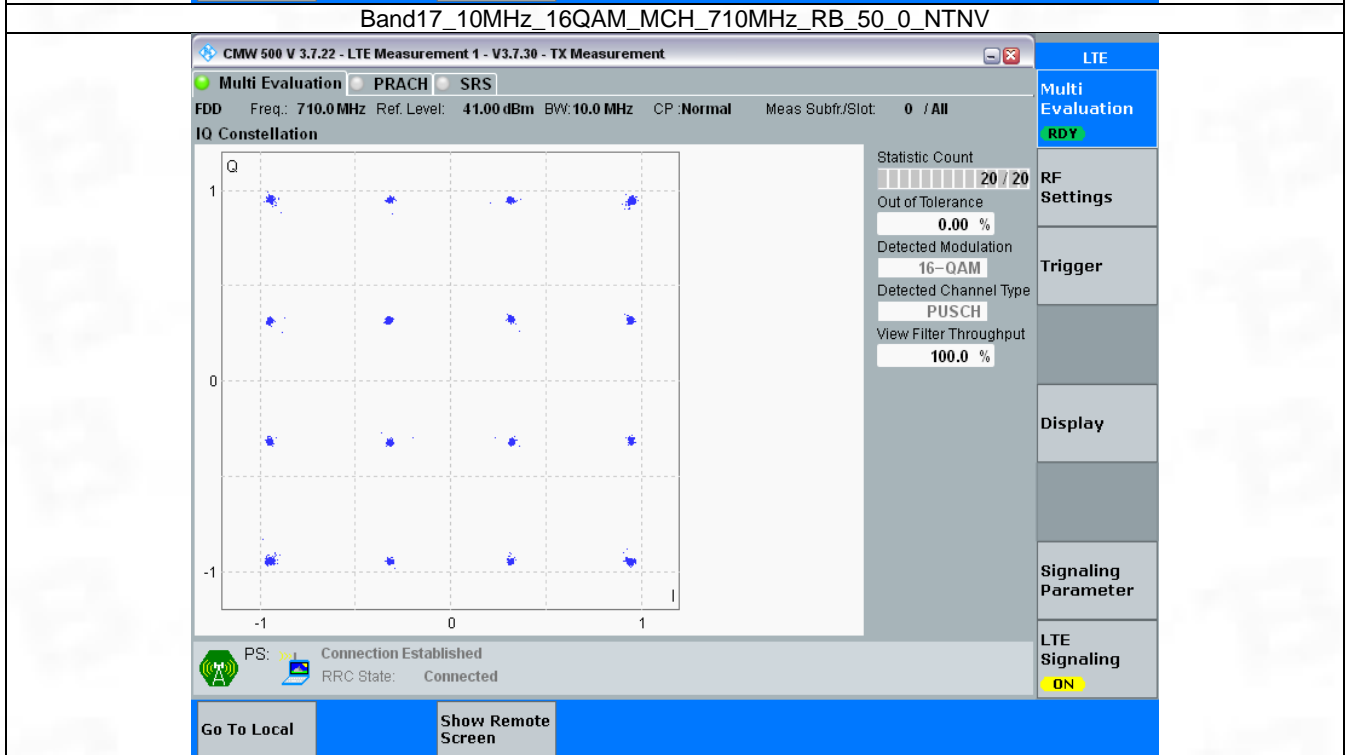 Band17_10MHz_16QAM_MCH_710MHz_RB_50_0_NTNV
CMW 500 V 3.7.22 - LTE Measurement 1 - V3.7.30 - TX Measurement
LTE
Multi Evaluation PRACH SRS
Multi
Evaluation
RDY
FDD Freq.: 710.0 MHz Ref. Level: 41.00 dBm BW: 10.0 MHz CP :Normal Meas Subfr./Slot: 0 / All
IQ Constellation
Q
1
0
-1
I
-1 0 1
Statistic Count
20 / 20
Out of Tolerance
0.00 %
Detected Modulation
16-QAM
Detected Channel Type
PUSCH
View Filter Throughput
100.0 %
RF
Settings
Trigger
Display
Signaling
Parameter
LTE
Signaling
ON
PS: Connection Established
RRC State: Connected
Go To Local
Show Remote
Screen